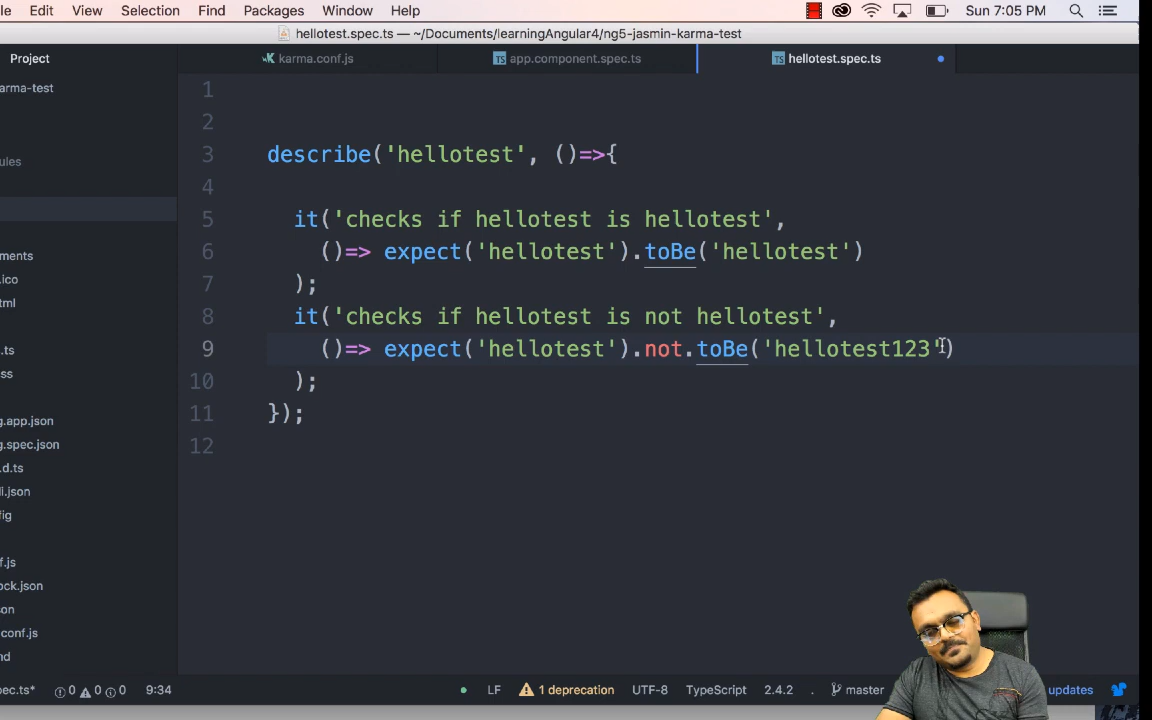 le Edit View Selection Find Packages Window Help Sun 7:05 PM
hellotest.spec.ts — ~/Documents/learningAngular4/ng5-jasmin-karma-test
Project karma.conf.js app.component.spec.ts hellotest.spec.ts
arma-test
ules
ments
.ico
tml
.ts
ss
g.app.json
g.spec.json
.d.ts
li.json
fig
f.js
ock.json
son
conf.js
nd
1
2
3 describe('hellotest', ()=>{
4
5 it('checks if hellotest is hellotest',
6 ()=> expect('hellotest').toBe('hellotest')
7 );
8 it('checks if hellotest is not hellotest',
9 ()=> expect('hellotest').not.toBe('hellotest123')
10 );
11 });
12
ec.ts* 0 0 0 9:34 LF 1 deprecation UTF-8 TypeScript 2.4.2 . master updates